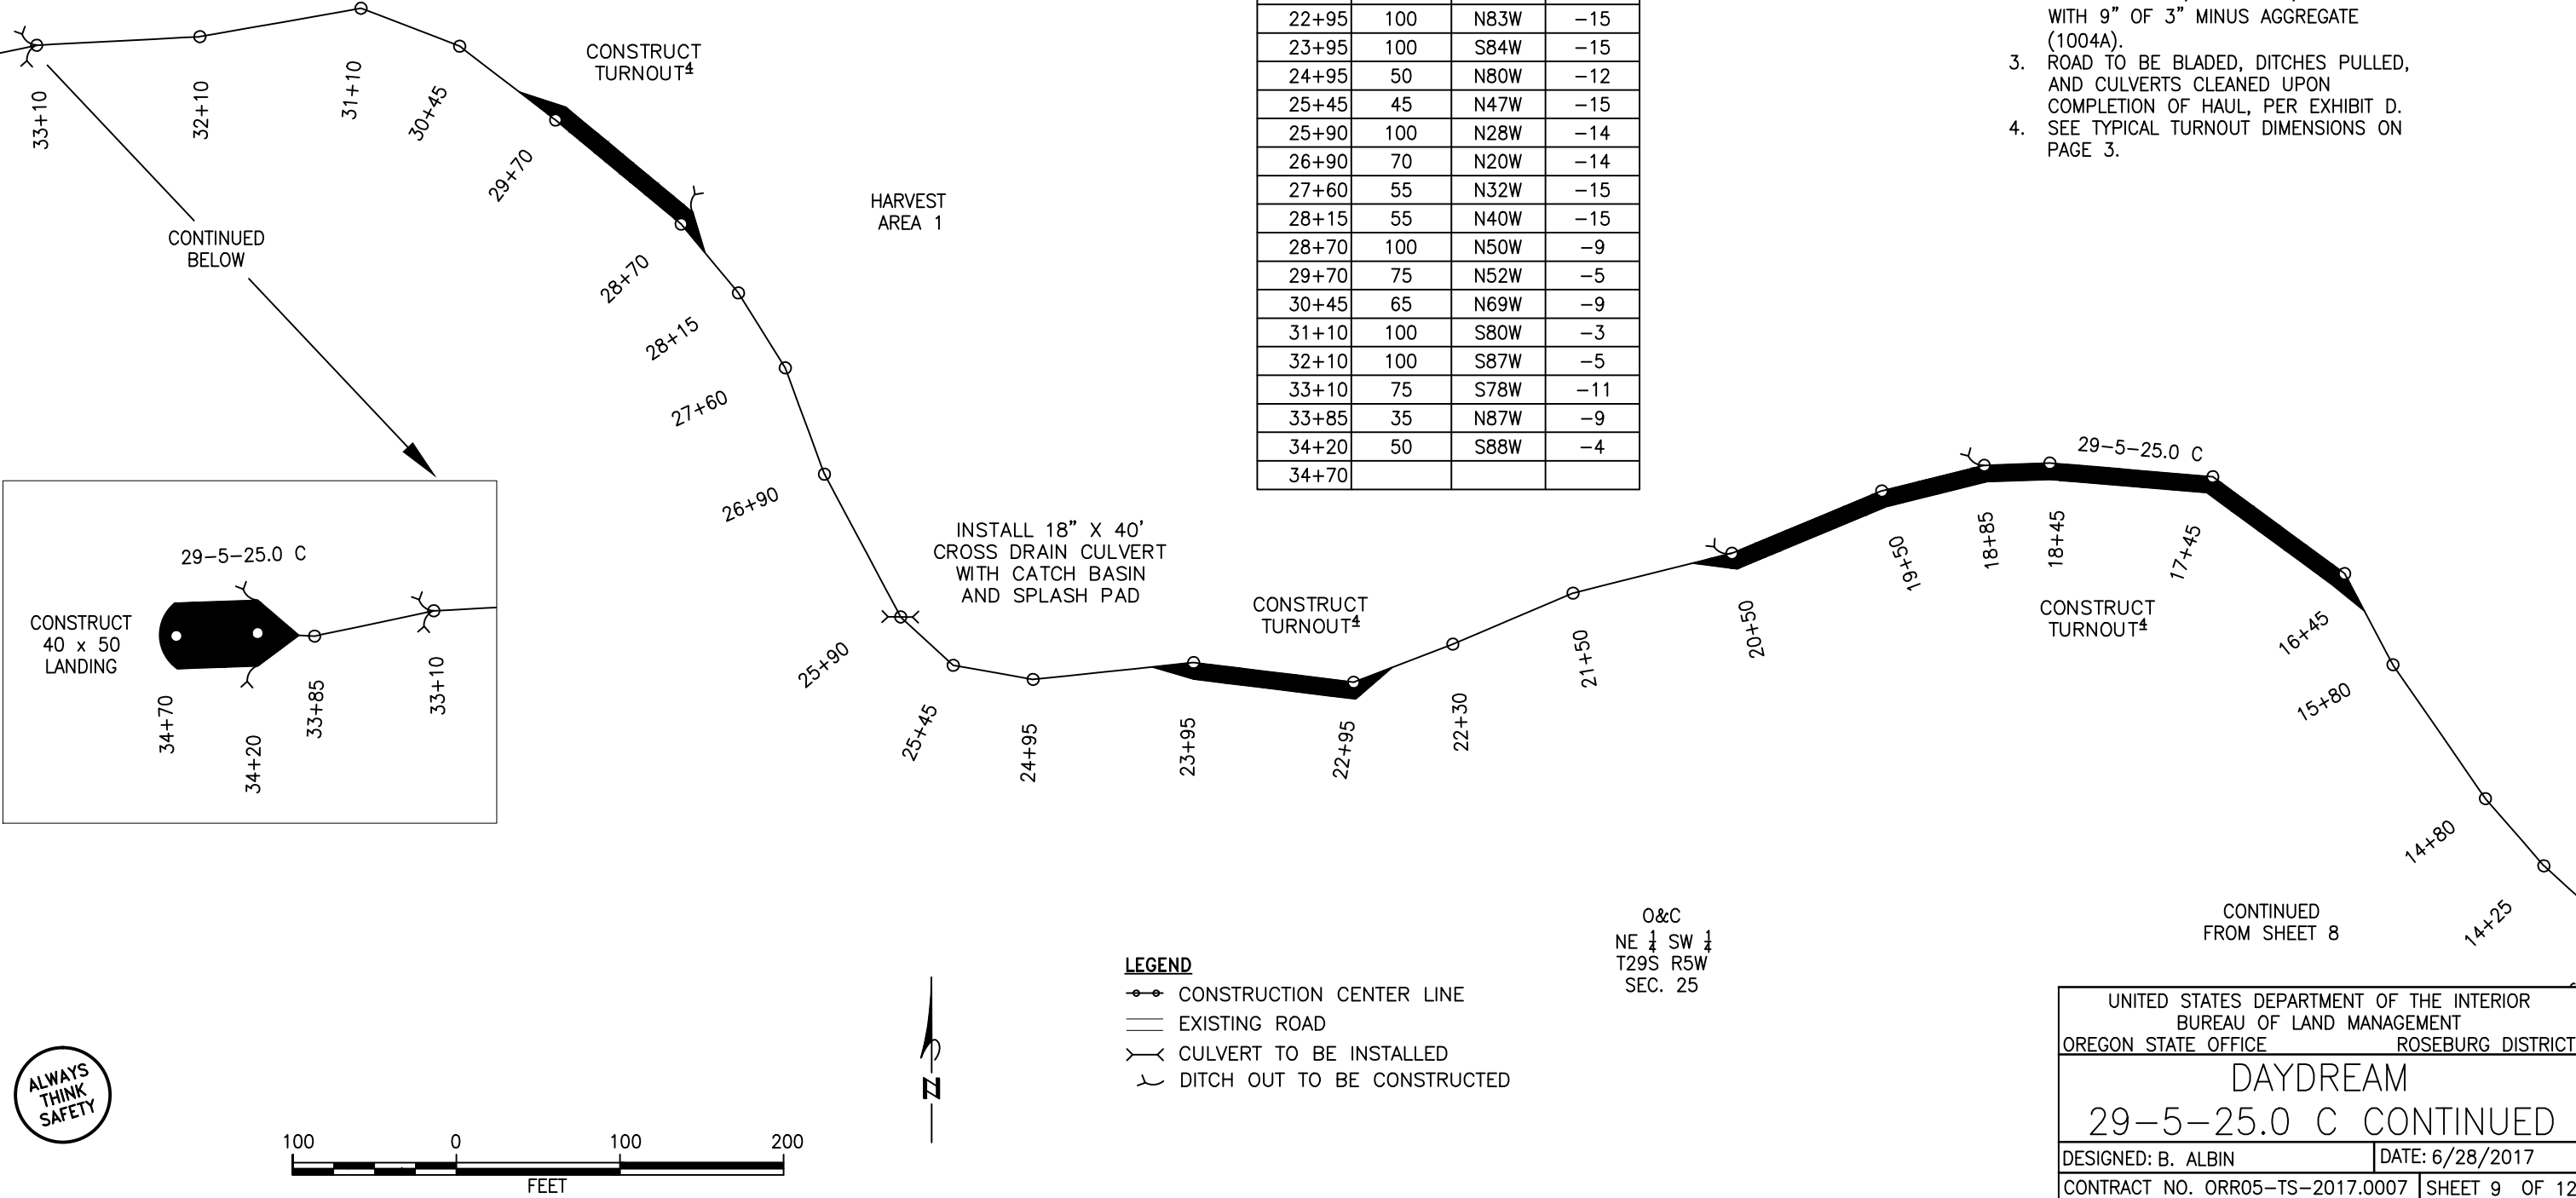 22+95 100 N83W -15
23+95 100 S84W -15
24+95 50 N80W -12
25+45 45 N47W -15
25+90 100 N28W -14
26+90 70 N20W -14
27+60 55 N32W -15
28+15 55 N40W -15
28+70 100 N50W -9
29+70 75 N52W -5
30+45 65 N69W -9
31+10 100 S80W -3
32+10 100 S87W -5
33+10 75 S78W -11
33+85 35 N87W -9
34+20 50 S88W -4
34+70
WITH 9" OF 3" MINUS AGGREGATE
(1004A).
3. ROAD TO BE BLADED, DITCHES PULLED,
AND CULVERTS CLEANED UPON
COMPLETION OF HAUL, PER EXHIBIT D.
4. SEE TYPICAL TURNOUT DIMENSIONS ON
PAGE 3.
33+10
32+10
31+10
30+45
CONSTRUCT
TURNOUT4
29+70
28+70
28+15
27+60
26+90
HARVEST
AREA 1
CONTINUED
BELOW
29-5-25.0 C
CONSTRUCT
40 x 50
LANDING
34+70
34+20
33+85
33+10
INSTALL 18" X 40'
CROSS DRAIN CULVERT
WITH CATCH BASIN
AND SPLASH PAD
25+90
25+45
24+95
23+95
CONSTRUCT
TURNOUT4
22+95
22+30
21+50
20+50
19+50
18+85
18+45
29-5-25.0 C
17+45
CONSTRUCT
TURNOUT4
16+45
15+80
14+80
14+25
CONTINUED
FROM SHEET 8
O&C
NE 1/4 SW 1/4
T29S R5W
SEC. 25
LEGEND
CONSTRUCTION CENTER LINE
EXISTING ROAD
CULVERT TO BE INSTALLED
DITCH OUT TO BE CONSTRUCTED
N
ALWAYS
THINK
SAFETY
100 0 100 200
FEET
UNITED STATES DEPARTMENT OF THE INTERIOR
BUREAU OF LAND MANAGEMENT
OREGON STATE OFFICE ROSEBURG DISTRICT
DAYDREAM
29-5-25.0 C CONTINUED
DESIGNED: B. ALBIN DATE: 6/28/2017
CONTRACT NO. ORR05-TS-2017.0007 SHEET 9 OF 12